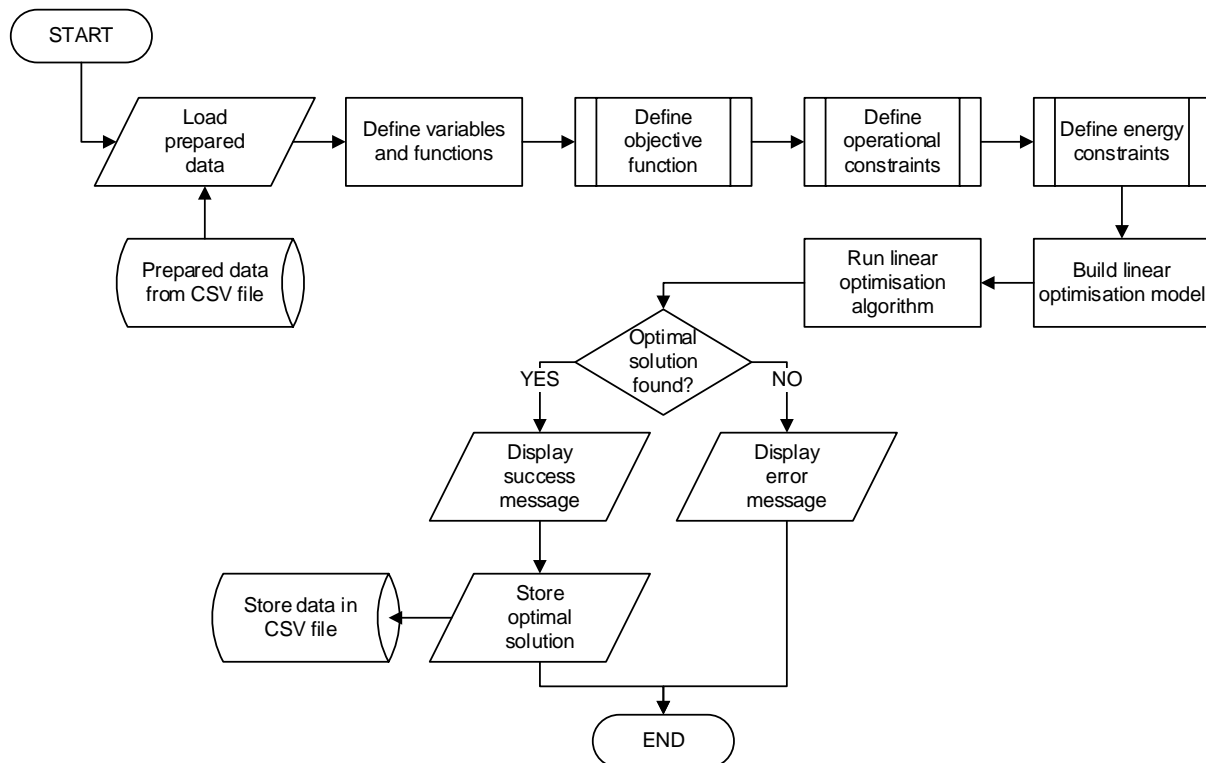 START
Load
prepared
data
Define variables
and functions
Define
objective
function
Define
operational
constraints
Define energy
constraints
Prepared data
from CSV file
Run linear
optimisation
algorithm
Build linear
optimisation model
Optimal
solution
found?
YES
NO
Display
success
message
Display
error
message
Store data in
CSV file
Store
optimal
solution
END